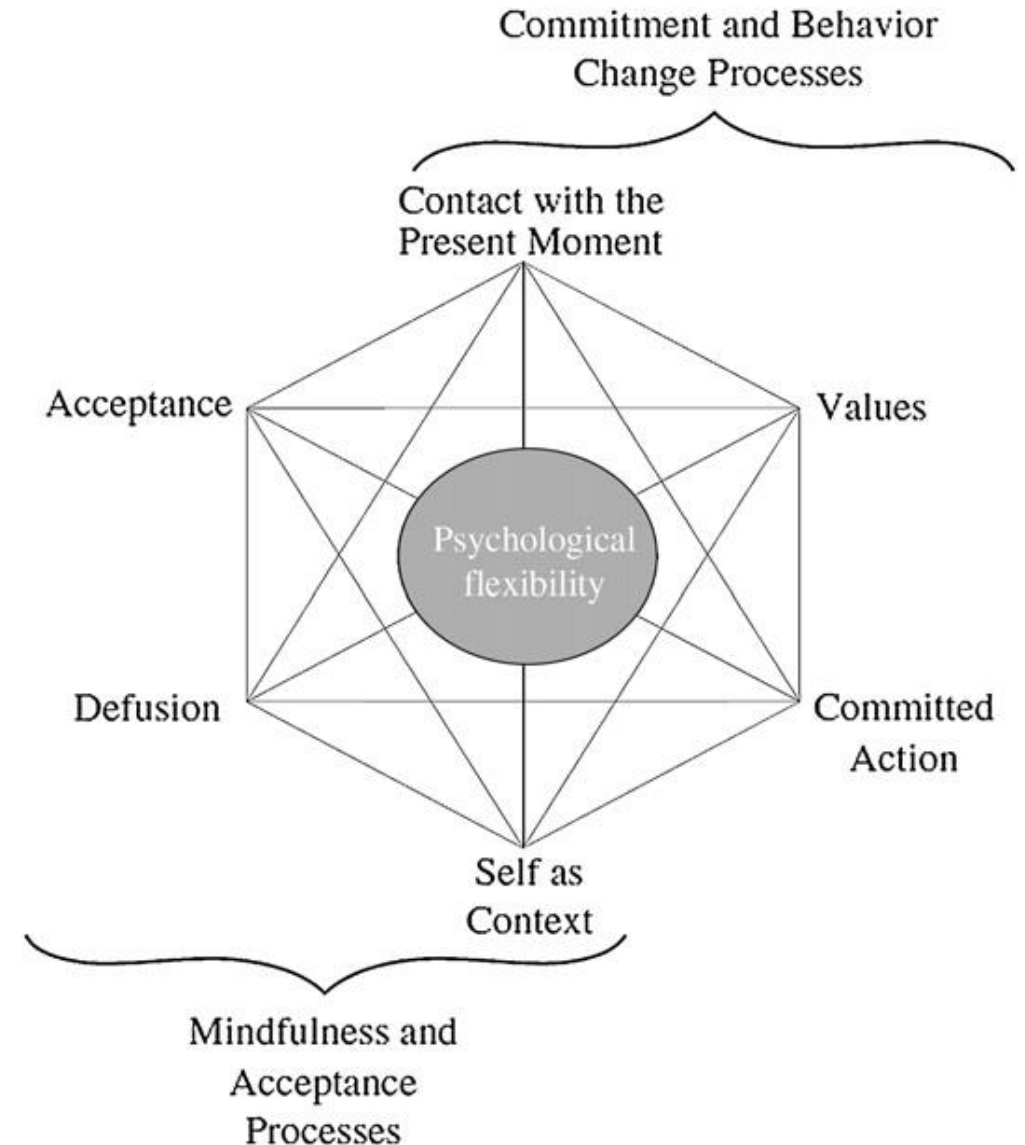 Commitment and Behavior
Change Processes
Contact with the
Present Moment
Acceptance
Values
Psychological
flexibility
Defusion
Committed
Action
Self as
Context
Mindfulness and
Acceptance
Processes